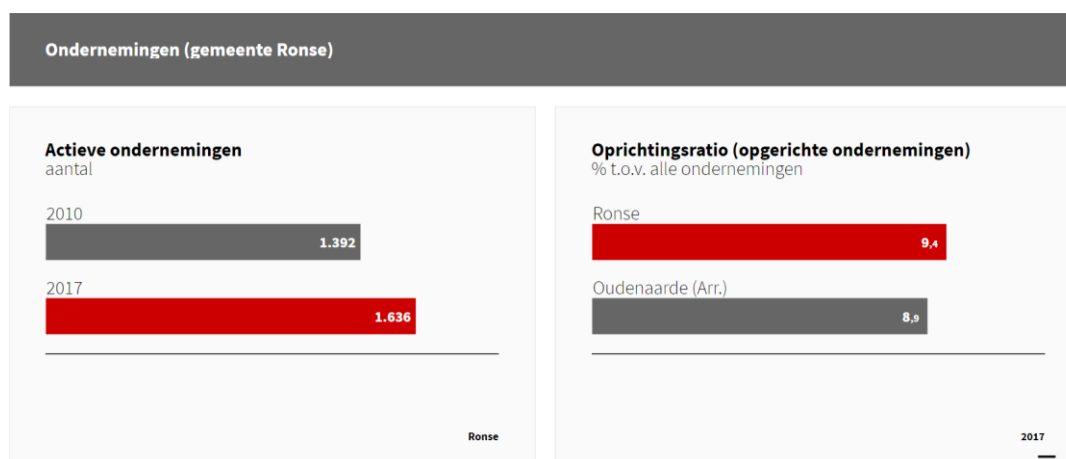 Ondernemingen (gemeente Ronse)
Actieve ondernemingen
aantal
2010
1.392
2017
1.636
Ronse
Oprichtingsratio (opgerichte ondernemingen)
% t.o.v. alle ondernemingen
Ronse
9,4
Oudenaarde (Arr.)
8,9
2017